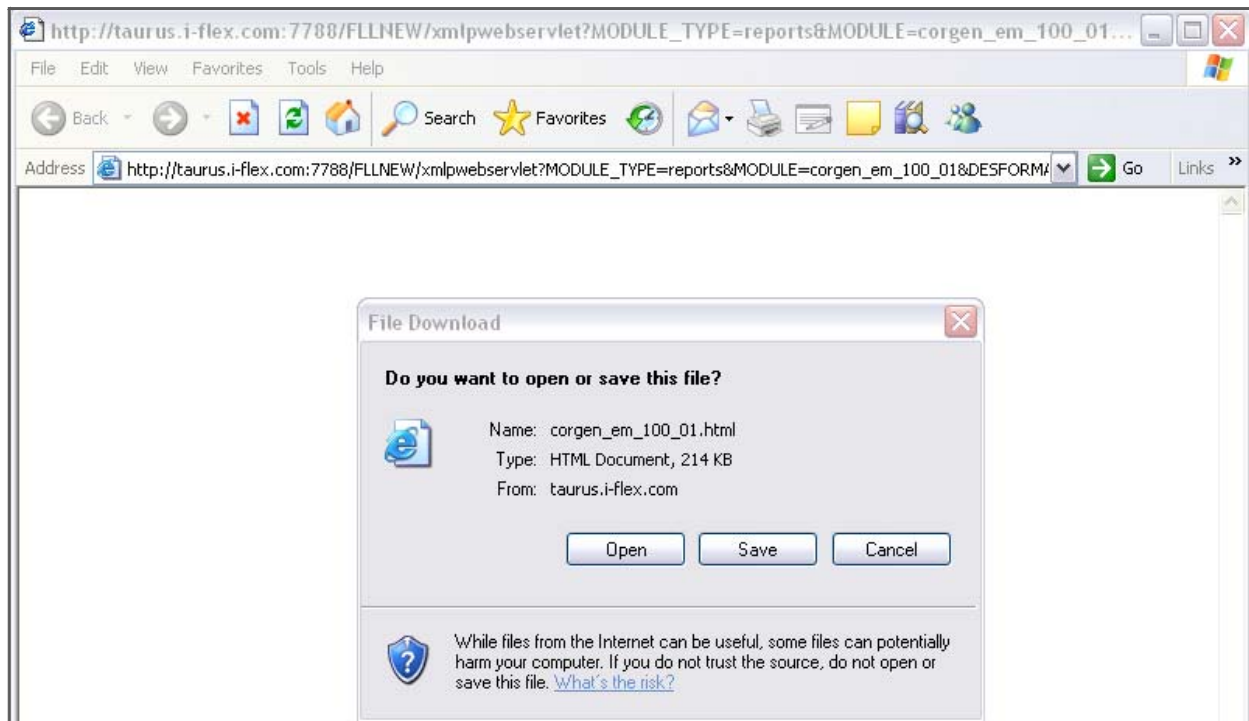 http://taurus.i-flex.com:7788/FLLNEW/xmlpwebservlet?MODULE_TYPE=reports&MODULE=corgen_em_100_01...
File Edit View Favorites Tools Help
Back Search Favorites
Address http://taurus.i-flex.com:7788/FLLNEW/xmlpwebservlet?MODULE_TYPE=reports&MODULE=corgen_em_100_01&DESFORMA Go Links »
File Download
Do you want to open or save this file?
Name: corgen_em_100_01.html
Type: HTML Document, 214 KB
From: taurus.i-flex.com
Open Save Cancel
While files from the Internet can be useful, some files can potentially
harm your computer. If you do not trust the source, do not open or
save this file. What's the risk?